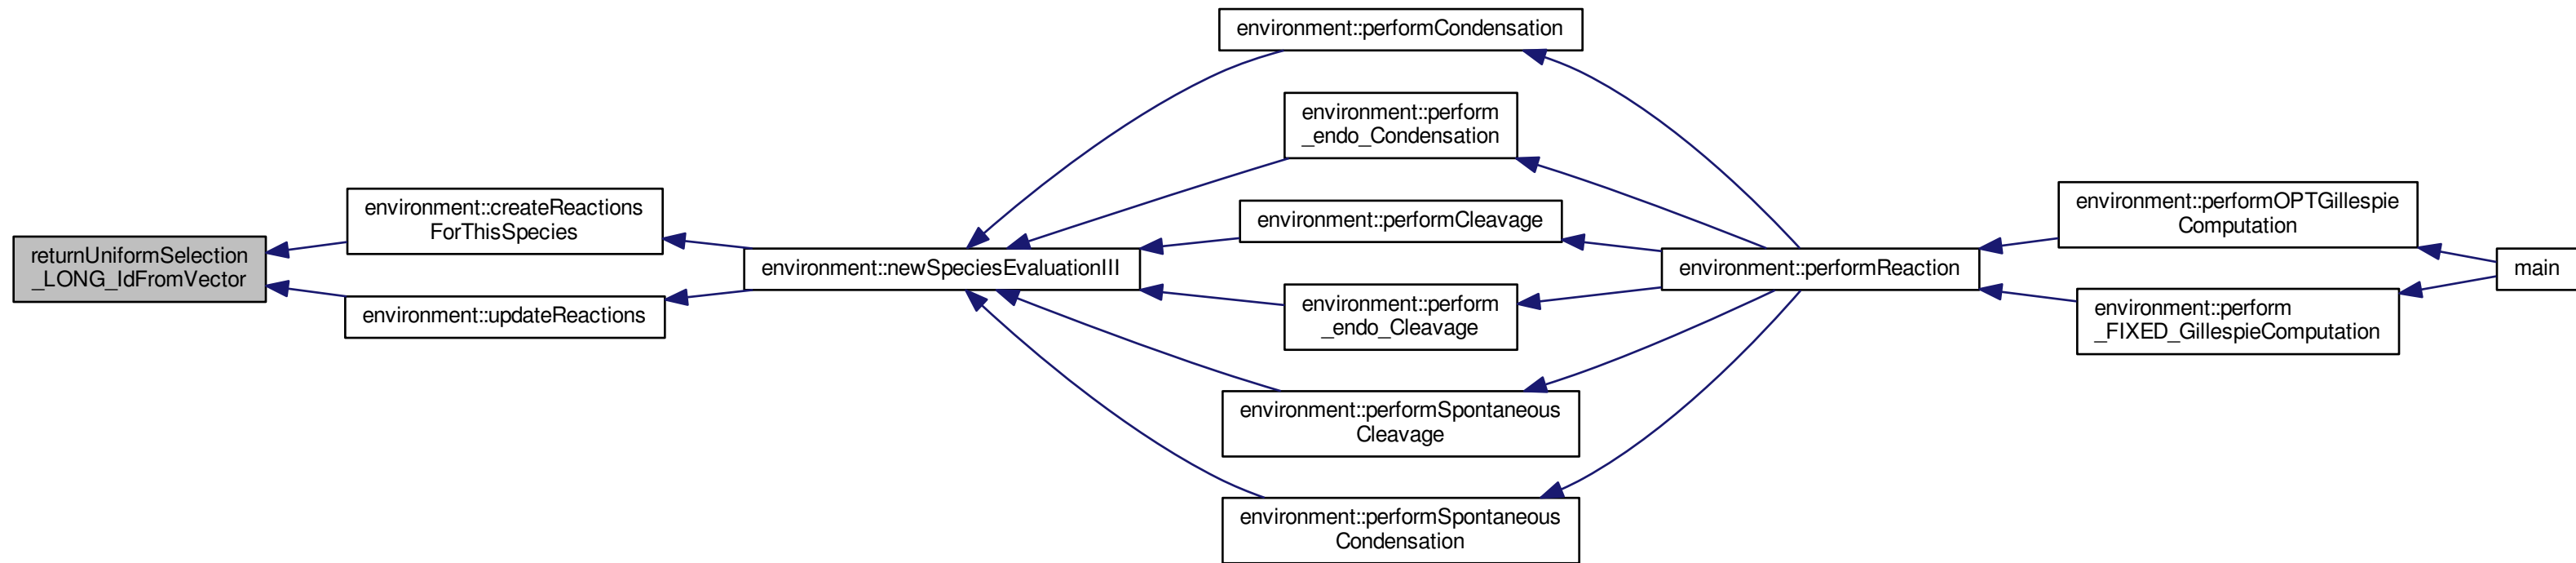 returnUniformSelection
_LONG_IdFromVector
environment::createReactions
ForThisSpecies
environment::updateReactions
environment::newSpeciesEvaluationIII
environment::performCondensation
environment::perform
_endo_Condensation
environment::performCleavage
environment::perform
_endo_Cleavage
environment::performSpontaneous
Cleavage
environment::performSpontaneous
Condensation
environment::performReaction
environment::performOPTGillespie
Computation
environment::perform
_FIXED_GillespieComputation
main